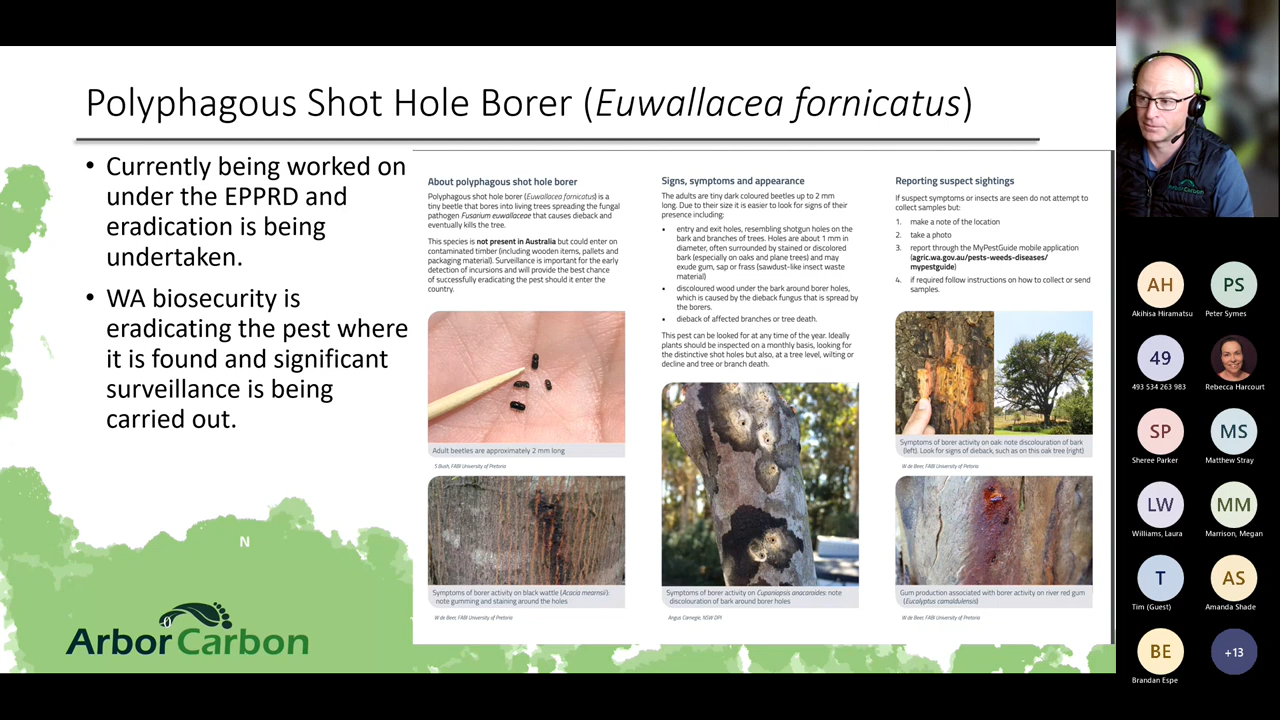 Polyphagous Shot Hole Borer (Euwallacea fornicatus)
• Currently being worked on
under the EPPRD and
eradication is being
undertaken.
• WA biosecurity is
eradicating the pest where
it is found and significant
surveillance is being
carried out.
N
ArborCarbon
About polyphagous shot hole borer
Polyphagous shot hole borer (Euwallacea fornicatus) is a
tiny beetle that bores into living trees spreading the fungal
pathogen Fusarium euwallaceae that causes dieback and
eventually kills the tree.
This species is not present in Australia but could enter on
contaminated timber (including wooden items, pallets and
packaging material). Surveillance is important for the early
detection of incursions and will provide the best chance
of successfully eradicating the pest should it enter the
country.
Adult beetles are approximately 2 mm long
S Bush, FABI University of Pretoria
Symptoms of borer activity on black wattle (Acacia mearnsii):
note gumming and staining around the holes
W de Beer, FABI University of Pretoria
Signs, symptoms and appearance
The adults are tiny dark coloured beetles up to 2 mm
long. Due to their size it is easier to look for signs of their
presence including:
• entry and exit holes, resembling shotgun holes on the
bark and branches of trees. Holes are about 1 mm in
diameter, often surrounded by stained or discolored
bark (especially on oaks and plane trees) and may
exude gum, sap or frass (sawdust-like insect waste
material)
• discoloured wood under the bark around borer holes,
which is caused by the dieback fungus that is spread by
the borers.
• dieback of affected branches or tree death.
This pest can be looked for at any time of the year. Ideally
plants should be inspected on a monthly basis, looking for
the distinctive shot holes but also, at a tree level, wilting or
decline and tree or branch death.
Symptoms of borer activity on Cupaniopsis anacaroides: note
discolouration of bark around borer holes
Angus Carnegie, NSW DPI
Reporting suspect sightings
If suspect symptoms or insects are seen do not attempt to
collect samples but:
1. make a note of the location
2. take a photo
3. report through the MyPestGuide mobile application
(agric.wa.gov.au/pests-weeds-diseases/
mypestguide)
4. if required follow instructions on how to collect or send
samples.
Symptoms of borer activity on oak: note discolouration of bark
(left). Look for signs of dieback, such as on this oak tree (right)
W de Beer, FABI University of Pretoria
Gum production associated with borer activity on river red gum
(Eucalyptus camaldulensis)
W de Beer, FABI University of Pretoria
ArborCarbon
AH
Akihisa Hiramatsu
PS
Peter Symes
49
493 534 263 983
Rebecca Harcourt
SP
Sheree Parker
MS
Matthew Stray
LW
Williams, Laura
MM
Marrison, Megan
T
Tim (Guest)
AS
Amanda Shade
BE
Brandan Espe
+13